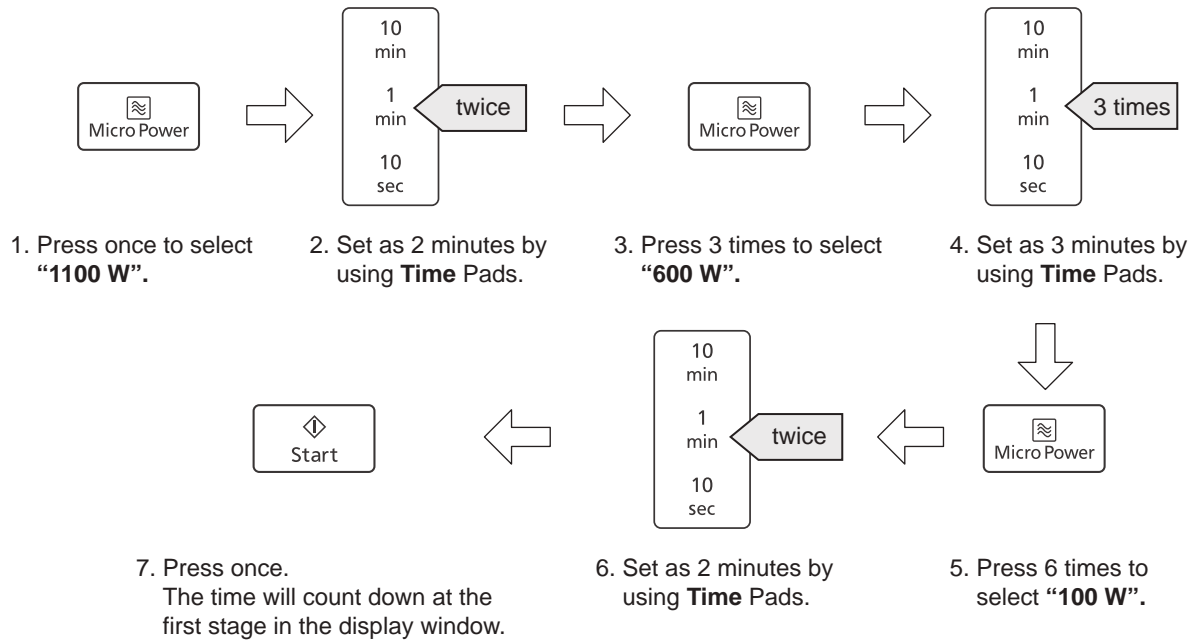 Micro Power
10
min
1
min
10
sec
twice
Micro Power
10
min
1
min
10
sec
3 times
1. Press once to select
“1100 W”.
2. Set as 2 minutes by
using Time Pads.
3. Press 3 times to select
“600 W”.
4. Set as 3 minutes by
using Time Pads.
Micro Power
10
min
1
min
10
sec
twice
Start
5. Press 6 times to
select “100 W”.
6. Set as 2 minutes by
using Time Pads.
7. Press once.
The time will count down at the
first stage in the display window.